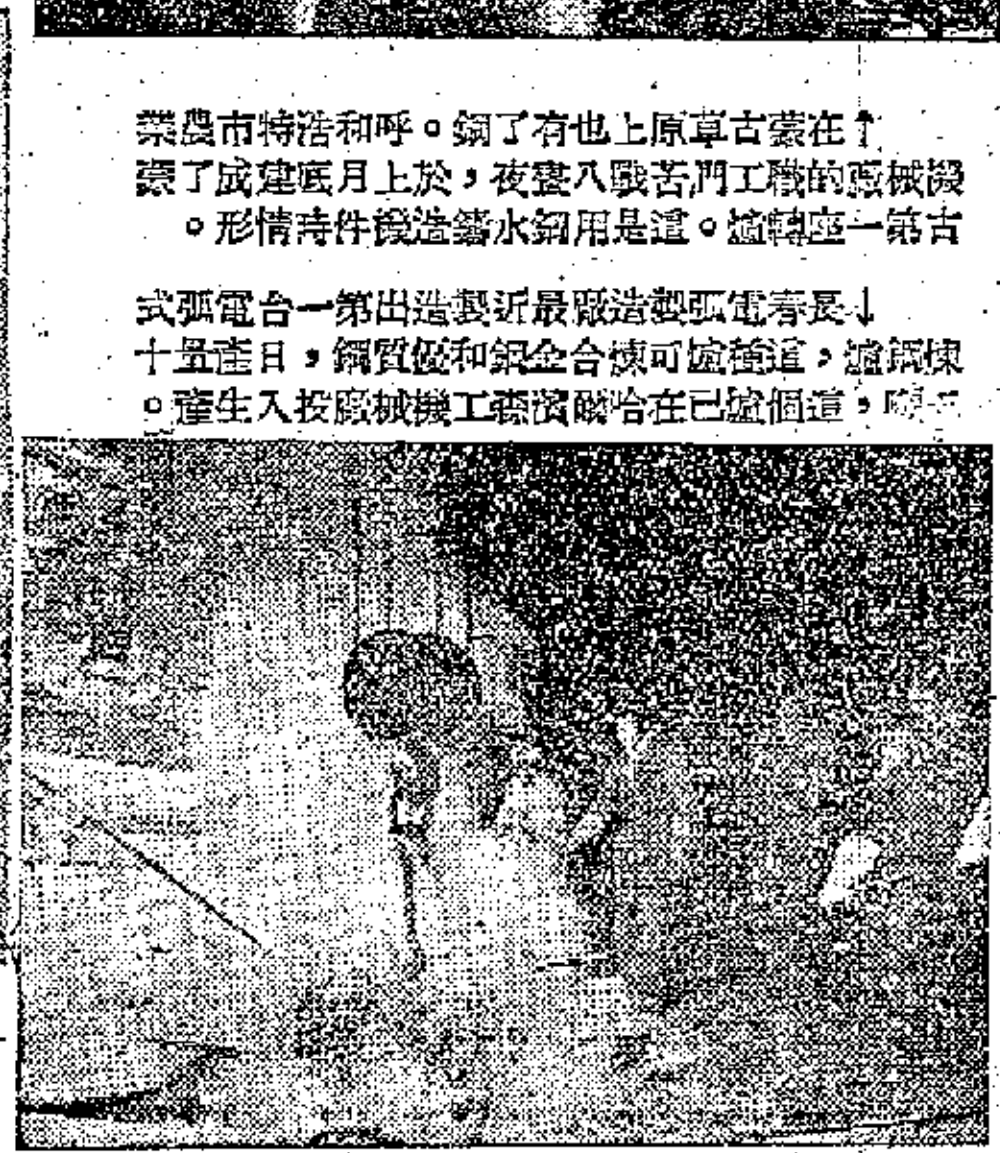 ↑在蒙古草原上也有了鋼。呼和浩特市農業
機械廠的職工們苦戰八晝夜，於上月底建成了蒙
古第一座轉爐。這是用鋼水鑄造機件時情形。
↓長春電弧製造廠最近製造出第一台電弧式
煉鋼爐，這種爐可煉合金鋼和優質鋼，日產量十
噸，這個爐已在哈爾濱森工機械廠投入生產。